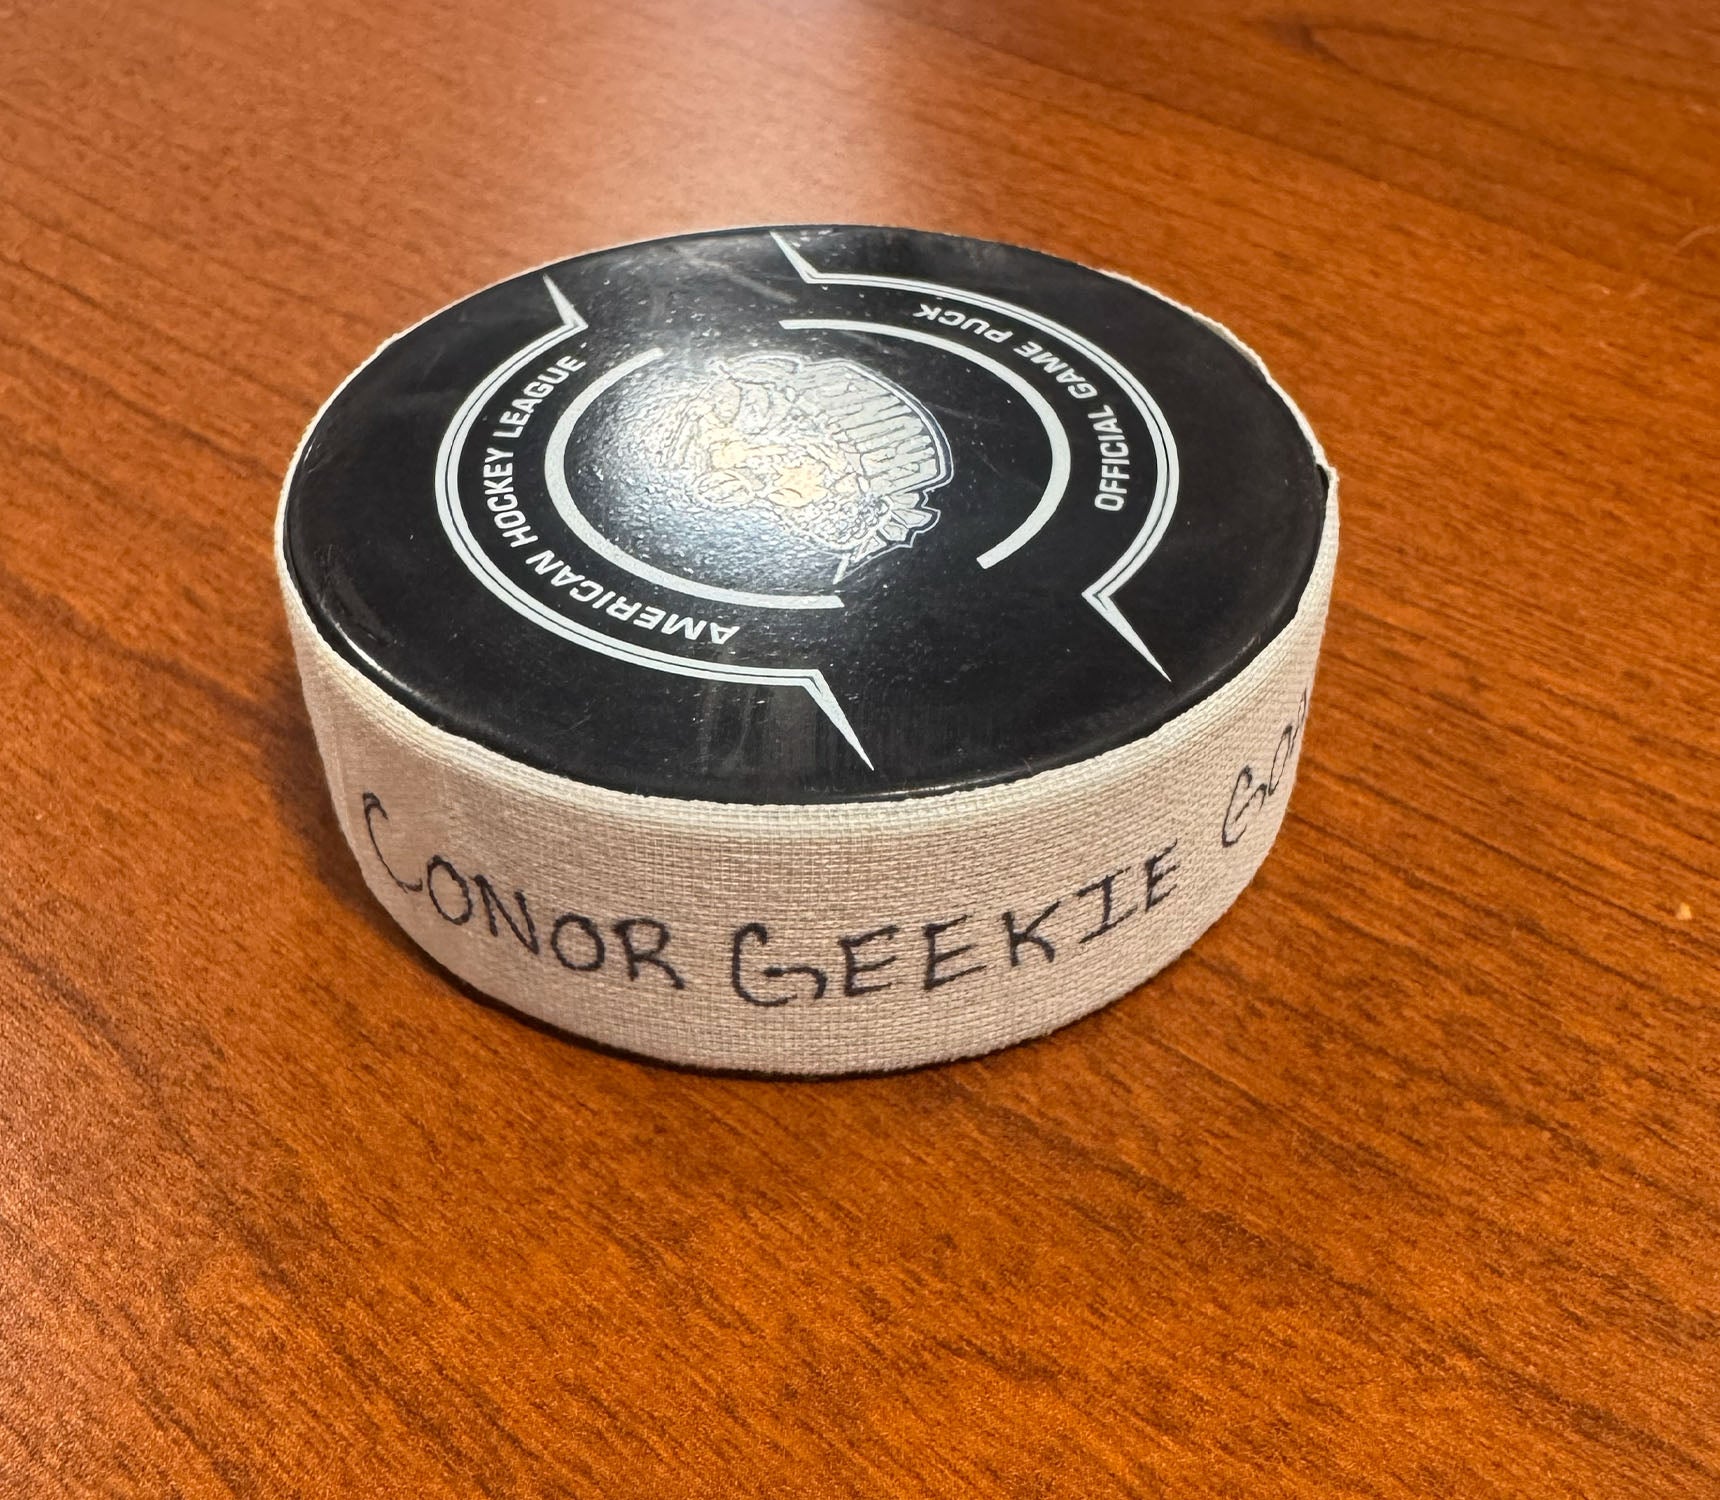 AMERICAN HOCKEY LEAGUE
OFFICIAL GAME PUCK
CONOR GEEKIE